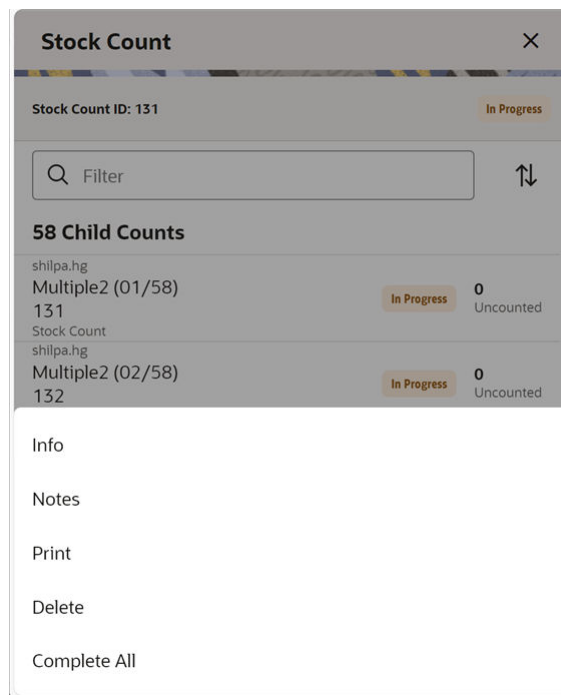 Stock Count
Stock Count ID: 131 In Progress
Filter
58 Child Counts
shilpa.hg
Multiple2 (01/58) In Progress 0
131 Uncounted
Stock Count
shilpa.hg
Multiple2 (02/58) In Progress 0
132 Uncounted
Info
Notes
Print
Delete
Complete All